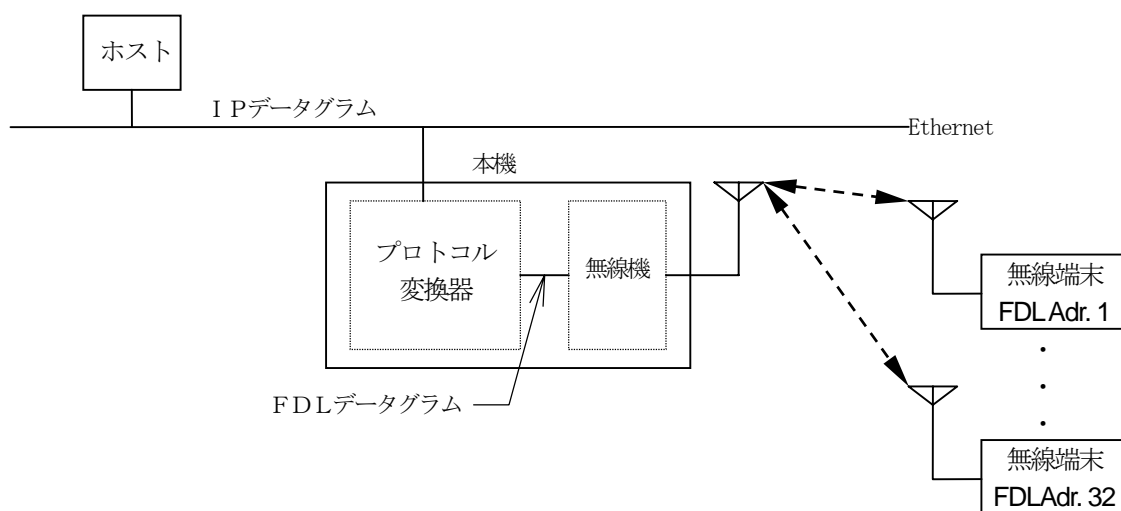 ホスト
ＩＰデータグラム
Ethernet
本機
プロトコル
変換器
無線機
無線端末
FDL Adr. 1
・
・
・
ＦＤＬデータグラム
無線端末
FDLAdr. 32